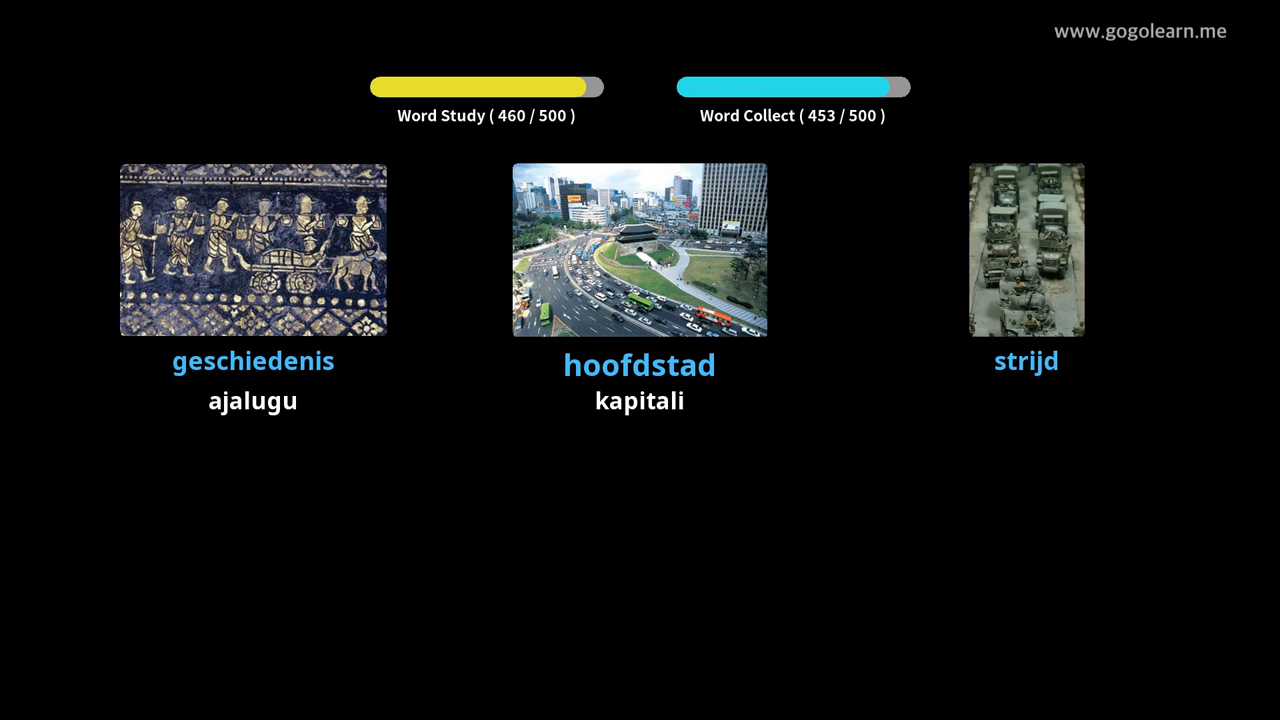 www.gogolearn.me
Word Study ( 460 / 500 )
Word Collect ( 453 / 500 )
geschiedenis
hoofdstad
strijd
ajalugu
kapitali